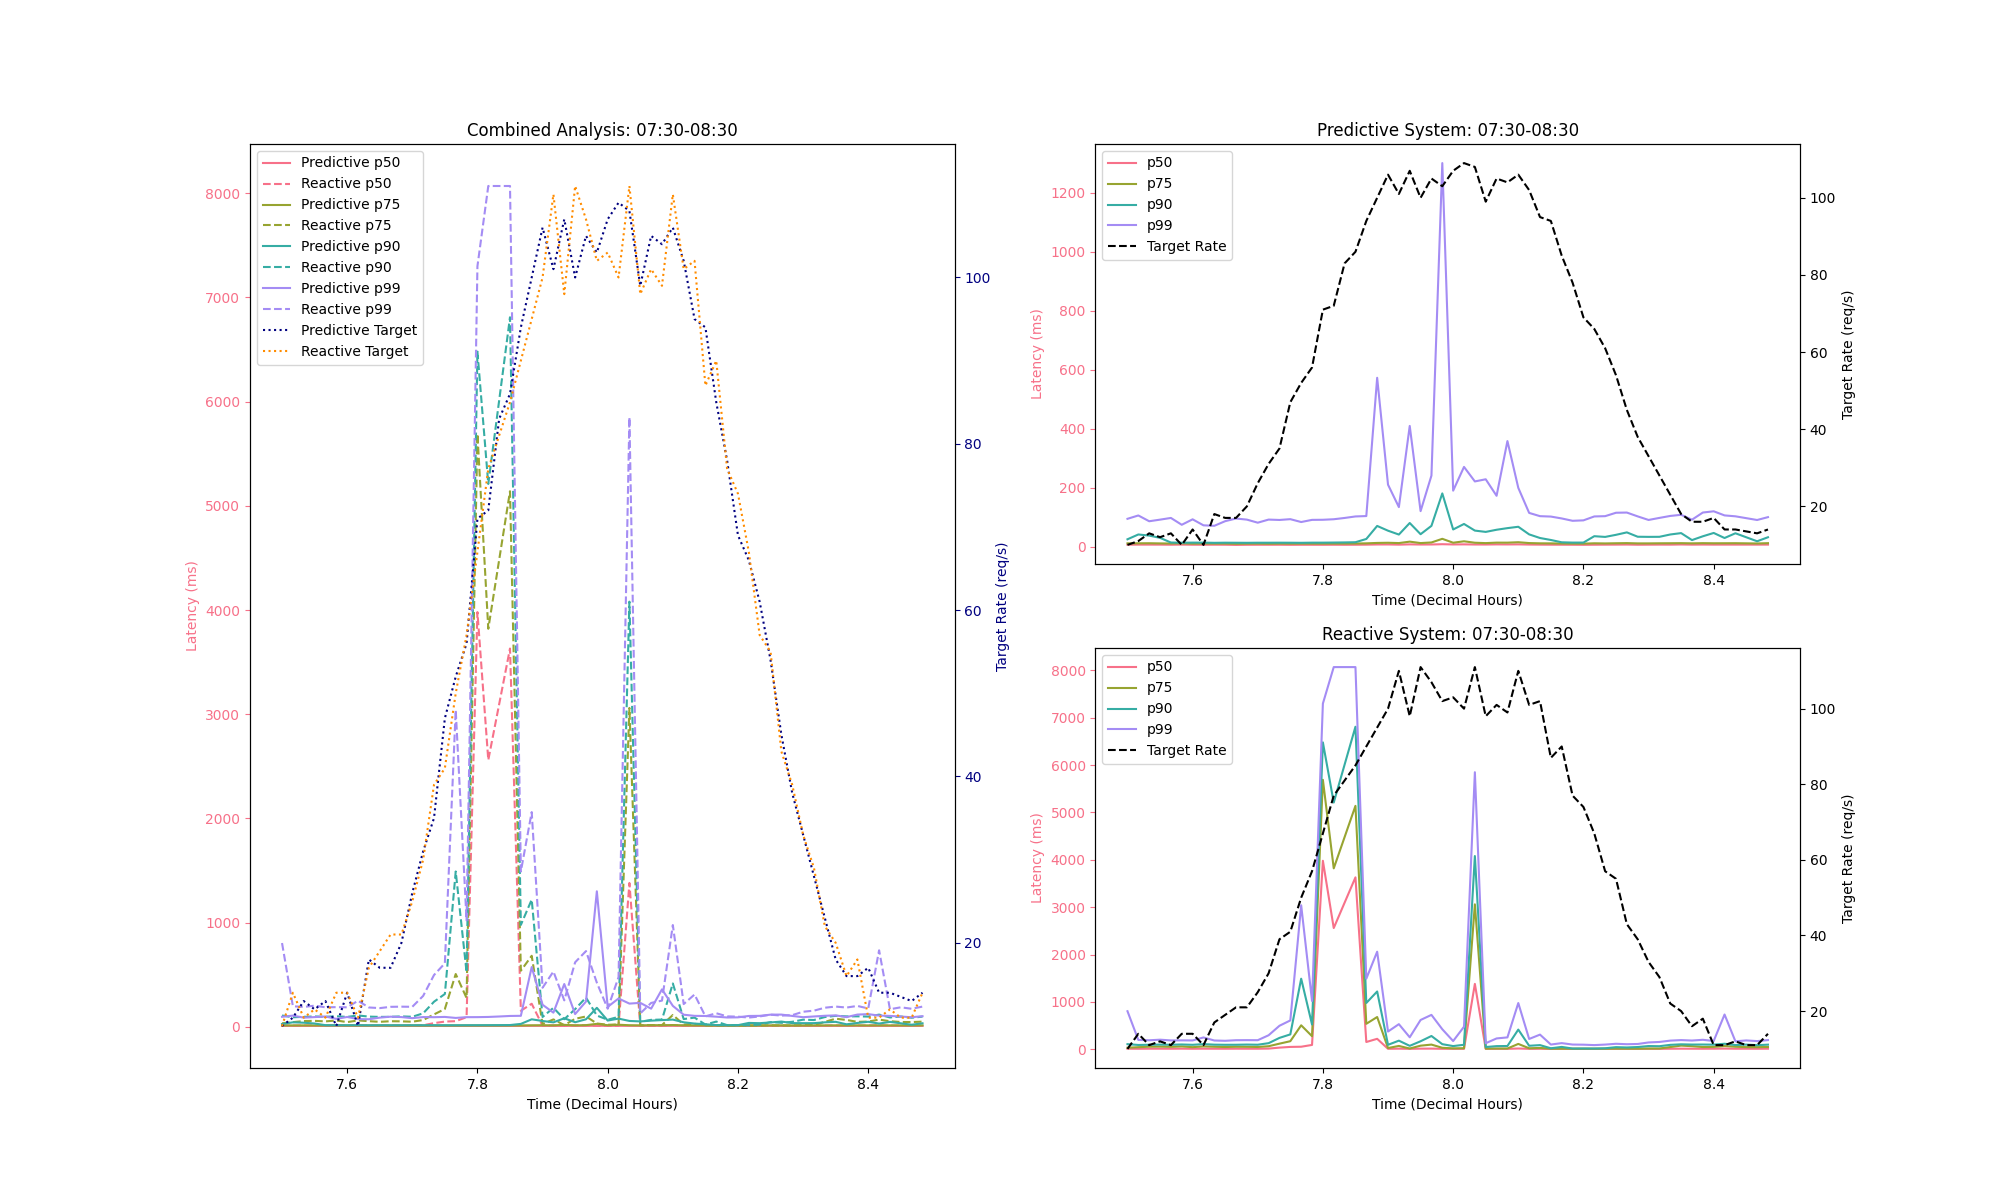 Combined Analysis: 07:30-08:30
Predictive p50
Reactive p50
Predictive p75
Reactive p75
Predictive p90
Reactive p90
Predictive p99
Reactive p99
Predictive Target
Reactive Target
8000
7000
6000
5000
4000
3000
2000
1000
0
Latency (ms)
100
80
60
40
20
Target Rate (req/s)
7.6 7.8 8.0 8.2 8.4
Time (Decimal Hours)
Predictive System: 07:30-08:30
p50
p75
p90
p99
Target Rate
1200
1000
800
600
400
200
0
Latency (ms)
100
80
60
40
20
Target Rate (req/s)
7.6 7.8 8.0 8.2 8.4
Time (Decimal Hours)
Reactive System: 07:30-08:30
p50
p75
p90
p99
Target Rate
8000
7000
6000
5000
4000
3000
2000
1000
0
Latency (ms)
100
80
60
40
20
Target Rate (req/s)
7.6 7.8 8.0 8.2 8.4
Time (Decimal Hours)